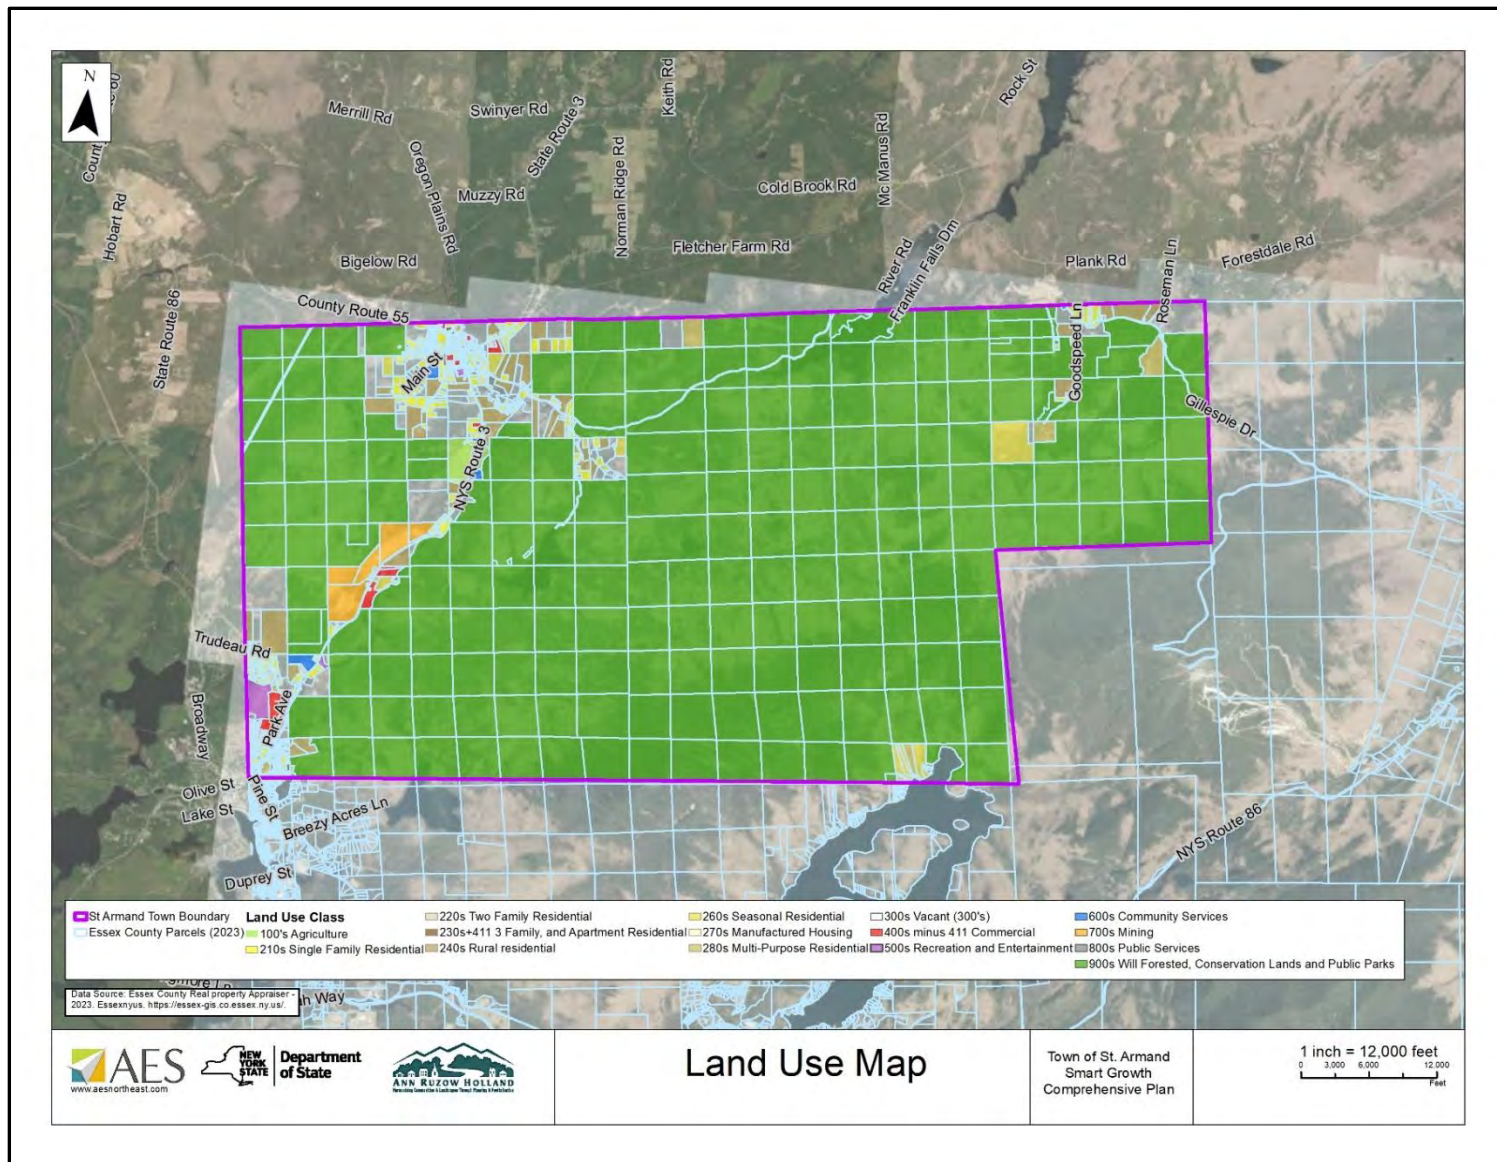 N
Merrill Rd
Swinyer Rd
State Route 3
Keith Rd
Rock St
Hobart Rd
Oregon Plains Rd
Muzzy Rd
Norman Ridge Rd
Cold Brook Rd
Mc Manus Rd
Bigelow Rd
Fletcher Farm Rd
River Rd
Franklin Falls Dm
Plank Rd
Roseman Ln
Forestdale Rd
State Route 86
County Route 55
Main St
Goodspeed Ln
Gillespie Dr
NYS Route 3
Trudeau Rd
Broadway
Park Ave
Olive St
Lake St
Pine St
Breezy Acres Ln
NYS Route 86
Duprey St
St Armand Town Boundary
Essex County Parcels (2023)
Land Use Class
100's Agriculture
210s Single Family Residential
220s Two Family Residential
230s+411 3 Family, and Apartment Residential
240s Rural residential
260s Seasonal Residential
270s Manufactured Housing
280s Multi-Purpose Residential
300s Vacant (300's)
400s minus 411 Commercial
500s Recreation and Entertainment
600s Community Services
700s Mining
800s Public Services
900s Will Forested, Conservation Lands and Public Parks
Data Source: Essex County Real property Appraiser -
2023. Essexnyus. https://essex-gis.co.essex.ny.us/.
Way
AES
www.aesnortheast.com
NEW
YORK
STATE
Department
of State
ANN RUZOW HOLLAND
Land Use Map
Town of St. Armand
Smart Growth
Comprehensive Plan
1 inch = 12,000 feet
0 3,000 6,000 12,000
Feet